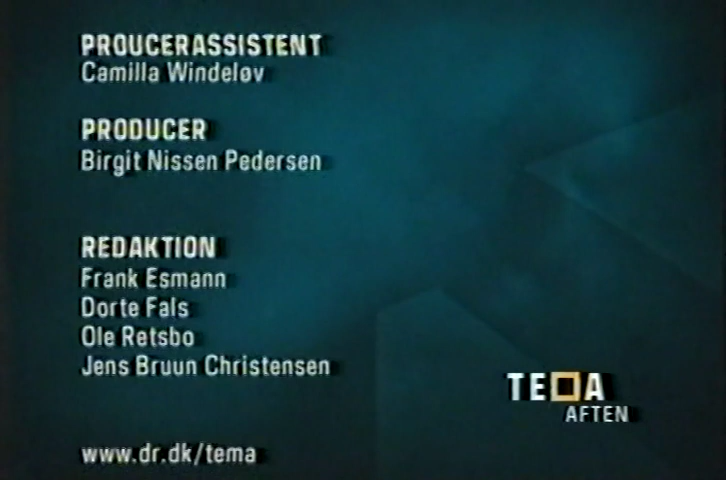 PROUCERASSISTENT
Camilla Windeløv
PRODUCER
Birgit Nissen Pedersen
REDAKTION
Frank Esmann
Dorte Fals
Ole Retsbo
Jens Bruun Christensen
TE□A
AFTEN
www.dr.dk/tema